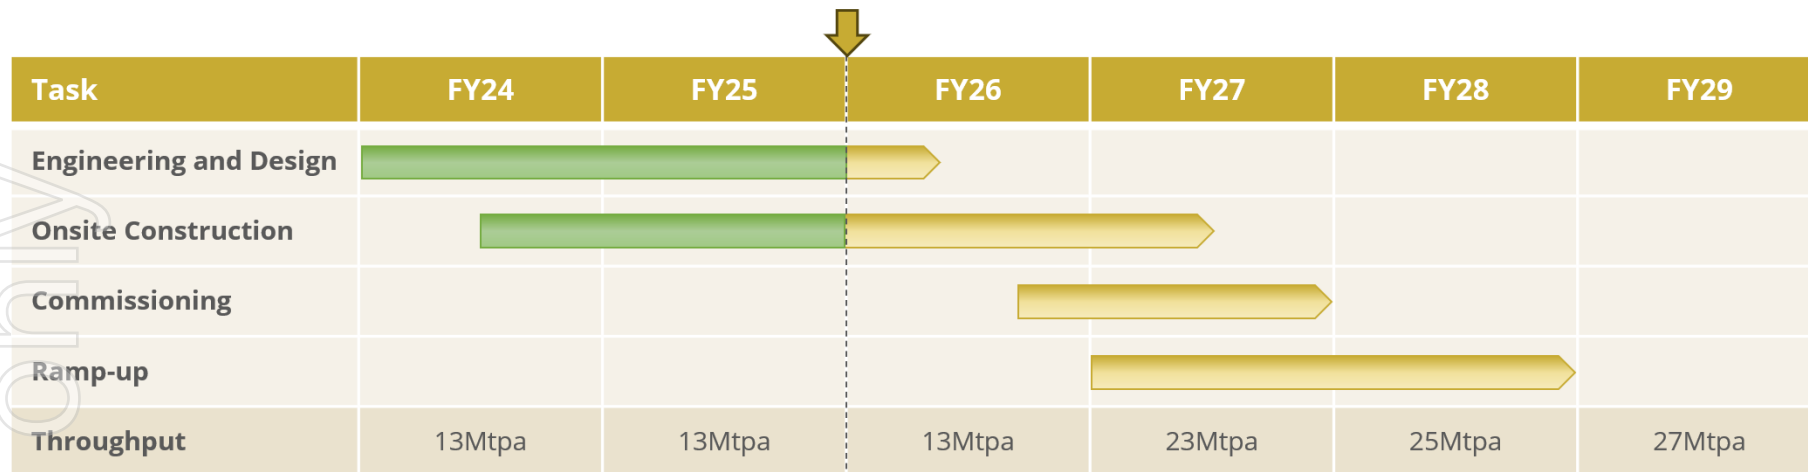 Task FY24 FY25 FY26 FY27 FY28 FY29
Engineering and Design
Onsite Construction
Commissioning
Ramp-up
Throughput 13Mtpa 13Mtpa 13Mtpa 23Mtpa 25Mtpa 27Mtpa
only